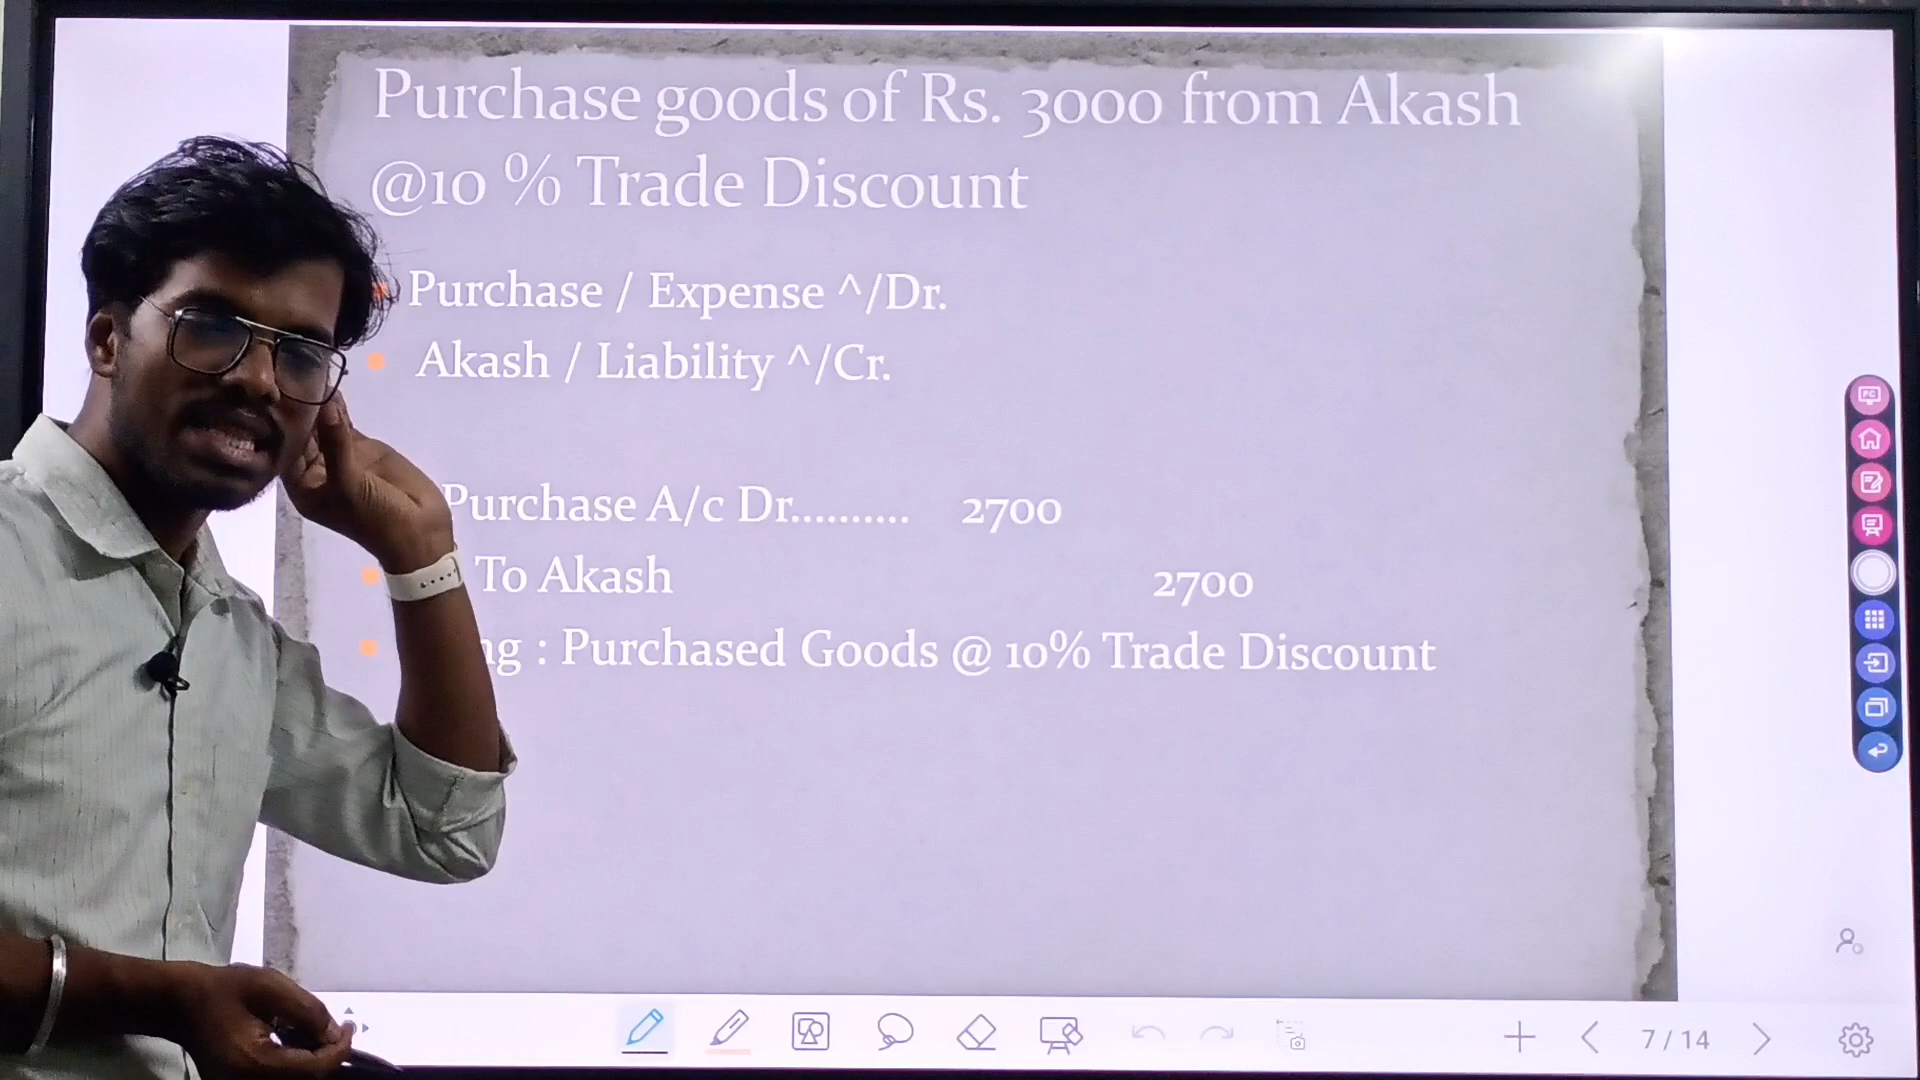 Purchase goods of Rs. 3000 from Akash
@10 % Trade Discount
Purchase / Expense ^/Dr.
Akash / Liability ^/Cr.
Purchase A/c Dr.......... 2700
To Akash 2700
: Purchased Goods @ 10% Trade Discount
PC
7 / 14